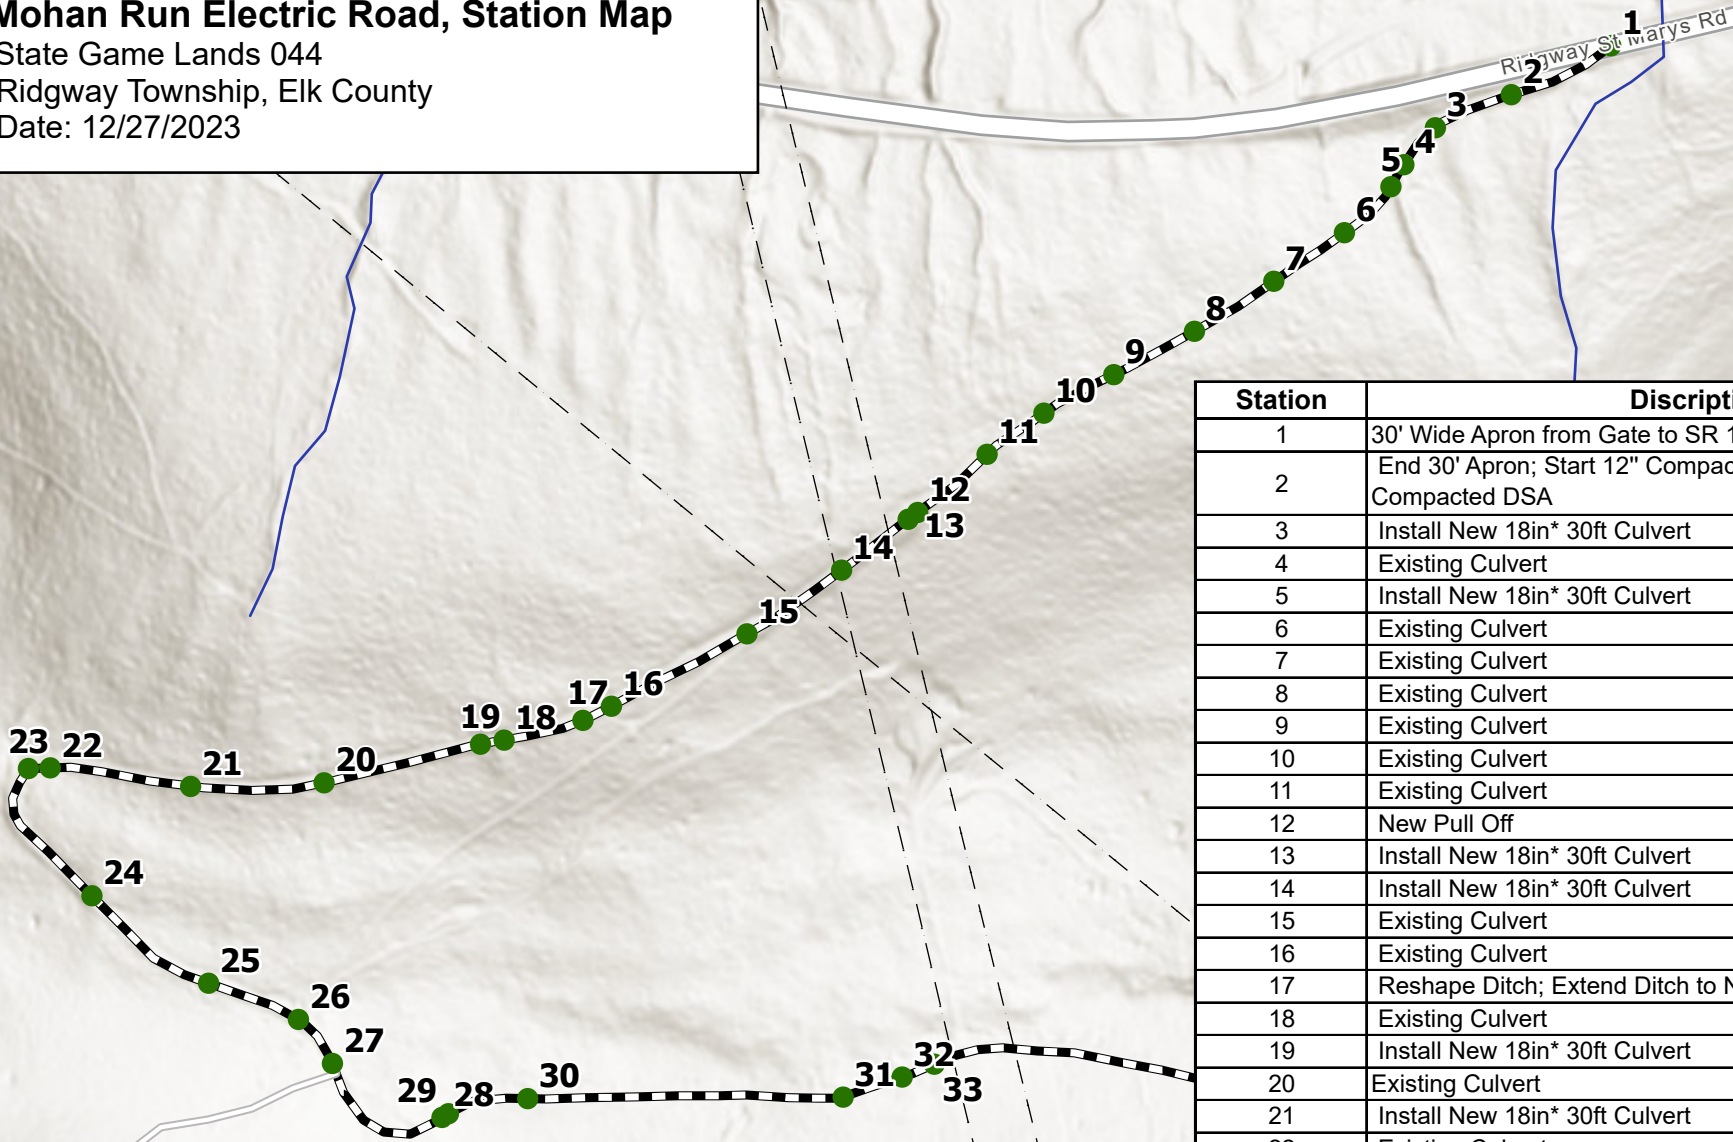 Mohan Run Electric Road, Station Map
State Game Lands 044
Ridgway Township, Elk County
Date: 12/27/2023
Ridgway St Marys Rd
1
2
3
4
5
6
7
8
9
10
11
12
13
14
15
16
17
18
19
20
21
22
23
24
25
26
27
28
29
30
31
32
33
Station Discripti
1 30' Wide Apron from Gate to SR 1
2 End 30' Apron; Start 12" Compac
Compacted DSA
3 Install New 18in* 30ft Culvert
4 Existing Culvert
5 Install New 18in* 30ft Culvert
6 Existing Culvert
7 Existing Culvert
8 Existing Culvert
9 Existing Culvert
10 Existing Culvert
11 Existing Culvert
12 New Pull Off
13 Install New 18in* 30ft Culvert
14 Install New 18in* 30ft Culvert
15 Existing Culvert
16 Existing Culvert
17 Reshape Ditch; Extend Ditch to N
18 Existing Culvert
19 Install New 18in* 30ft Culvert
20 Existing Culvert
21 Install New 18in* 30ft Culvert